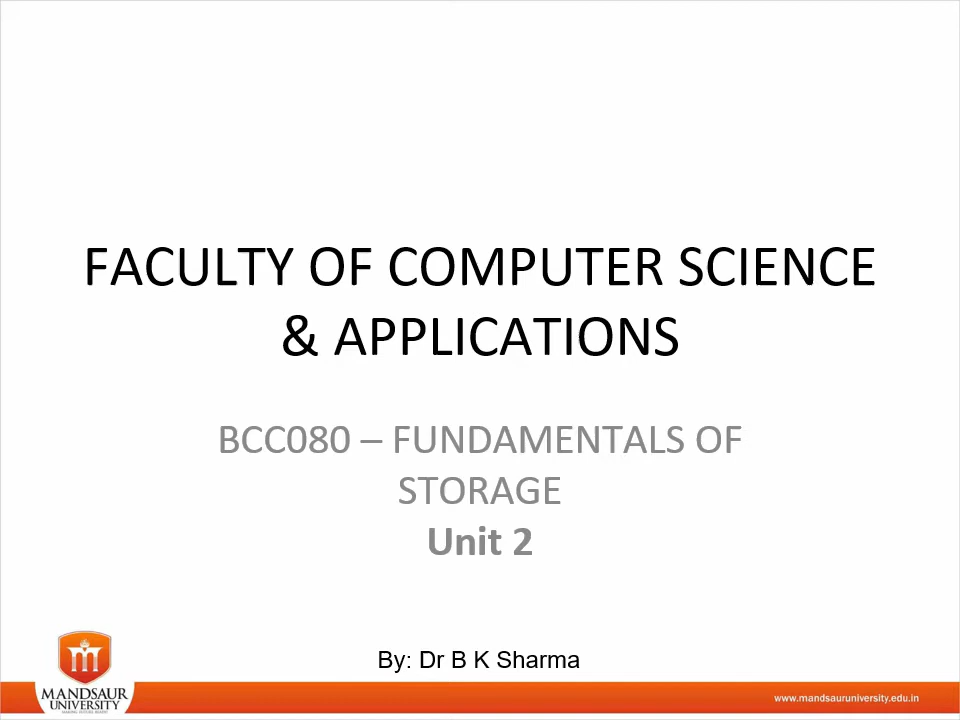 FACULTY OF COMPUTER SCIENCE
& APPLICATIONS
BCC080 – FUNDAMENTALS OF
STORAGE
Unit 2
By: Dr B K Sharma
MANDSAUR
UNIVERSITY
www.mandsauruniversity.edu.in